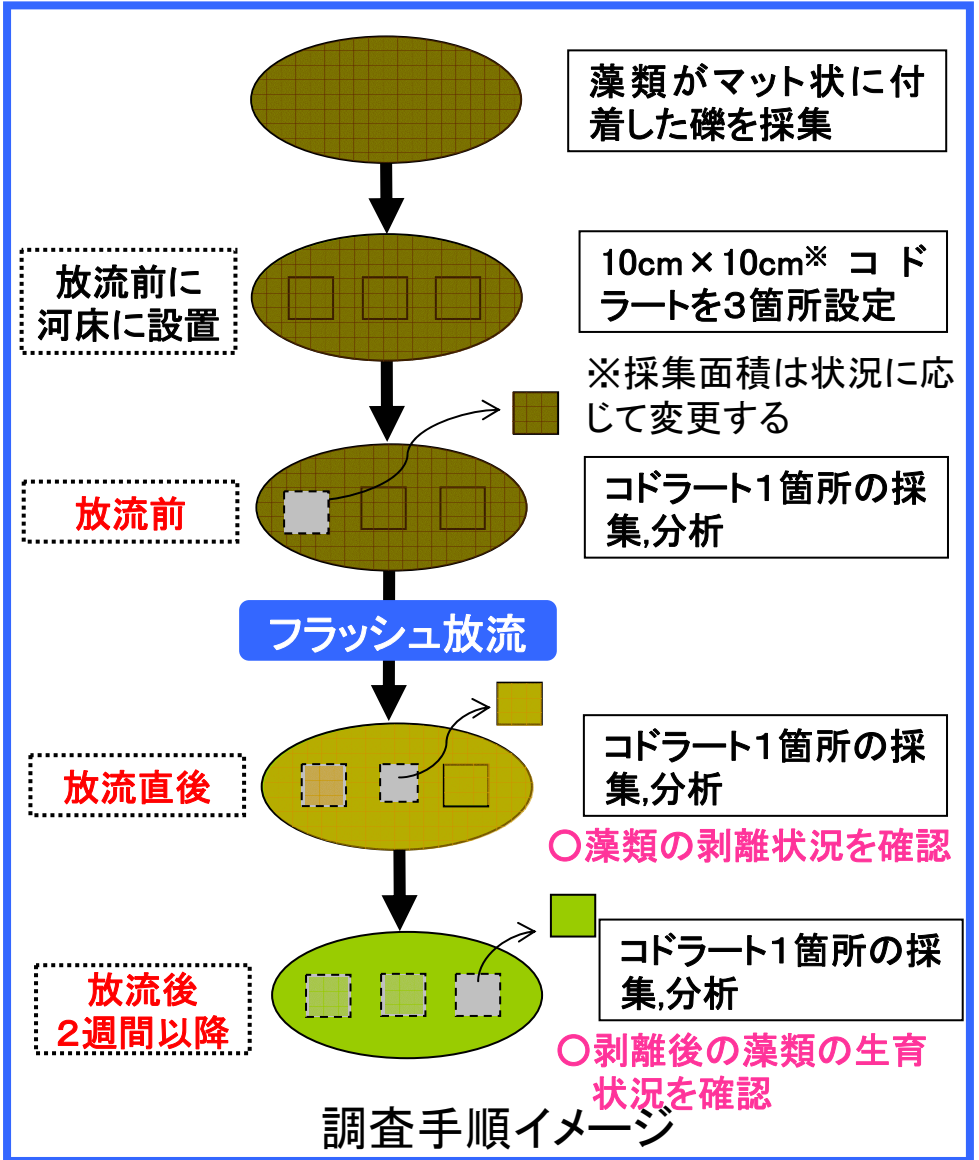 藻類がマット状に付
着した礫を採集
放流前に
河床に設置
10cm×10cm※ コド
ラートを3箇所設定
※採集面積は状況に応
じて変更する
放流前
コドラート1箇所の採
集,分析
フラッシュ放流
放流直後
コドラート1箇所の採
集,分析
○藻類の剥離状況を確認
放流後
2週間以降
コドラート1箇所の採
集,分析
○剥離後の藻類の生育
状況を確認
調査手順イメージ